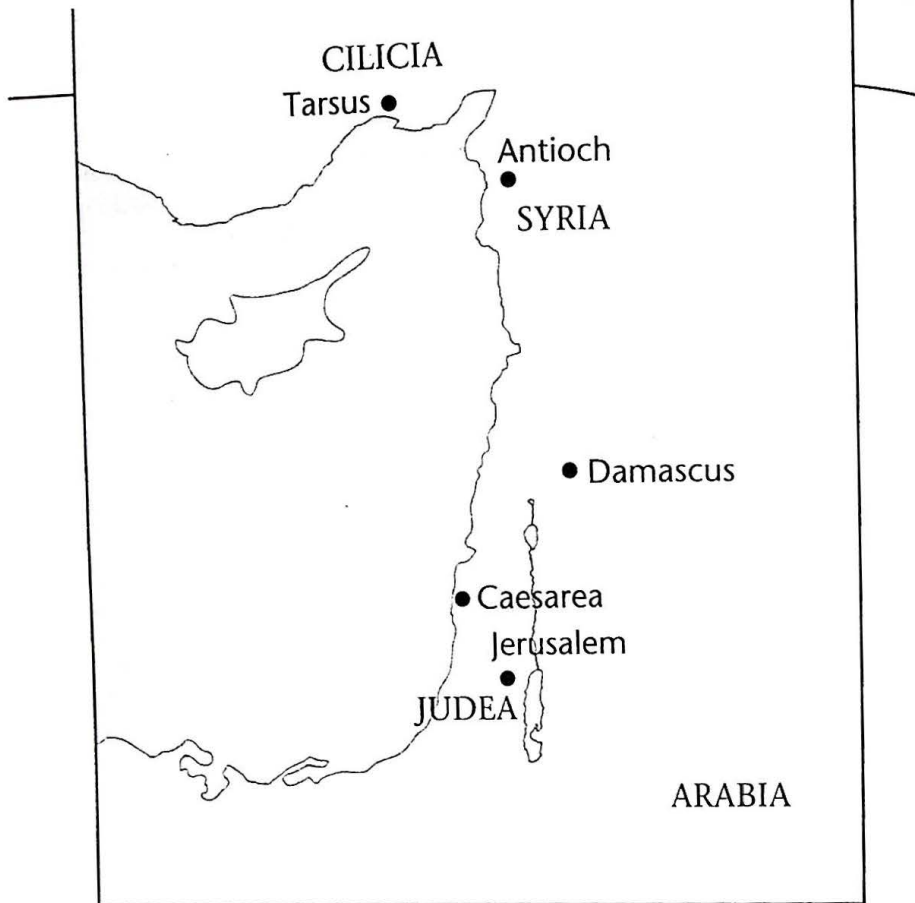 CILICIA
Tarsus
Antioch
SYRIA
Damascus
Caesarea
Jerusalem
JUDEA
ARABIA